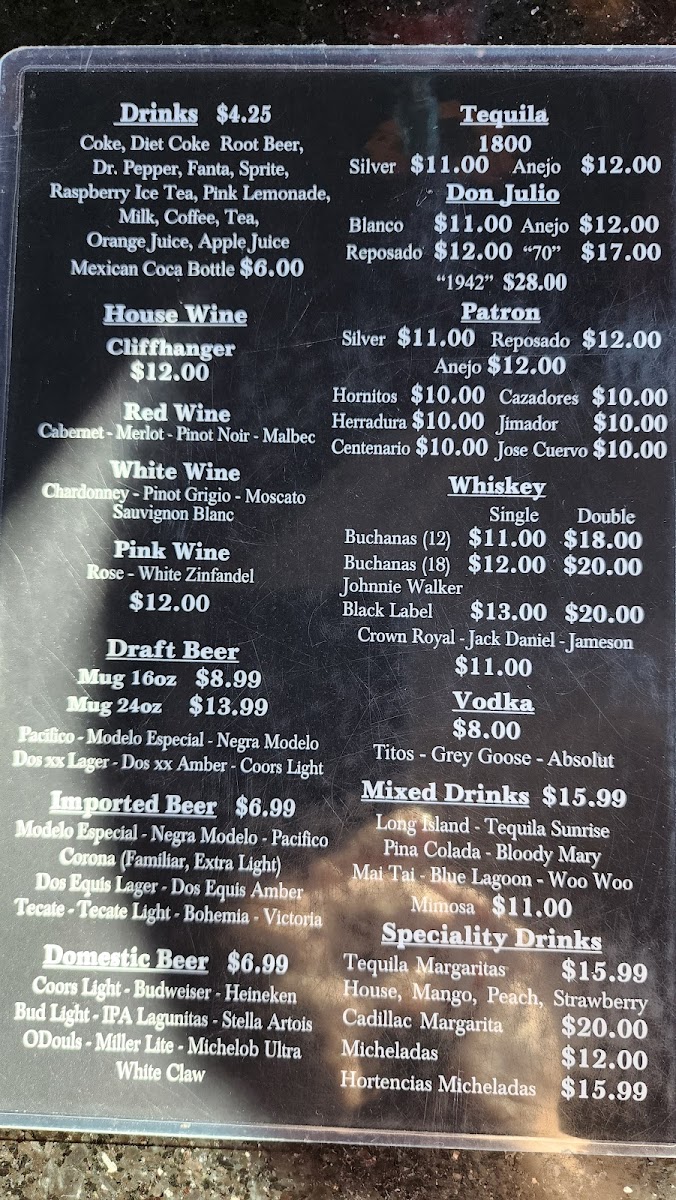 Drinks $4.25
Coke, Diet Coke Root Beer,
Dr. Pepper, Fanta, Sprite,
Raspberry Ice Tea, Pink Lemonade,
Milk, Coffee, Tea,
Orange Juice, Apple Juice
Mexican Coca Bottle $6.00
House Wine
Cliffhanger
$12.00
Red Wine
Cabernet - Merlot - Pinot Noir - Malbec
White Wine
Chardonney - Pinot Grigio - Moscato
Sauvignon Blanc
Pink Wine
Rose - White Zinfandel
$12.00
Draft Beer
Mug 16oz $8.99
Mug 24oz $13.99
Pacifico - Modelo Especial - Negra Modelo
Dos xx Lager - Dos xx Amber - Coors Light
Imported Beer $6.99
Modelo Especial - Negra Modelo - Pacifico
Corona (Familiar, Extra Light)
Dos Equis Lager - Dos Equis Amber
Tecate - Tecate Light - Bohemia - Victoria
Domestic Beer $6.99
Coors Light - Budweiser - Heineken
Bud Light - IPA Lagunitas - Stella Artois
ODouls - Miller Lite - Michelob Ultra
White Claw
Tequila
1800
Silver $11.00 Anejo $12.00
Don Julio
Blanco $11.00 Anejo $12.00
Reposado $12.00 “70” $17.00
“1942” $28.00
Patron
Silver $11.00 Reposado $12.00
Anejo $12.00
Hornitos $10.00 Cazadores $10.00
Herradura $10.00 Jimador $10.00
Centenario $10.00 Jose Cuervo $10.00
Whiskey
Single Double
Buchanas (12) $11.00 $18.00
Buchanas (18) $12.00 $20.00
Johnnie Walker
Black Label $13.00 $20.00
Crown Royal - Jack Daniel - Jameson
$11.00
Vodka
$8.00
Titos - Grey Goose - Absolut
Mixed Drinks $15.99
Long Island - Tequila Sunrise
Pina Colada - Bloody Mary
Mai Tai - Blue Lagoon - Woo Woo
Mimosa $11.00
Speciality Drinks
Tequila Margaritas $15.99
House, Mango, Peach, Strawberry
Cadillac Margarita $20.00
Micheladas $12.00
Hortencias Micheladas $15.99